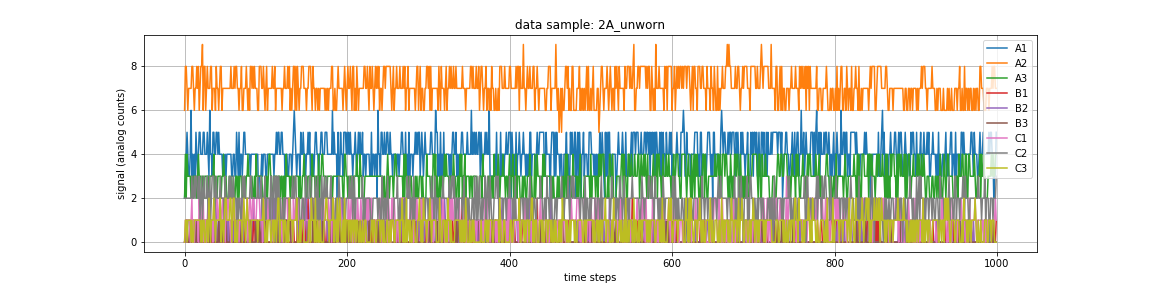 data sample: 2A_unworn
signal (analog counts)
8
6
4
2
0
0 200 400 600 800 1000
time steps
A1
A2
A3
B1
B2
B3
C1
C2
C3